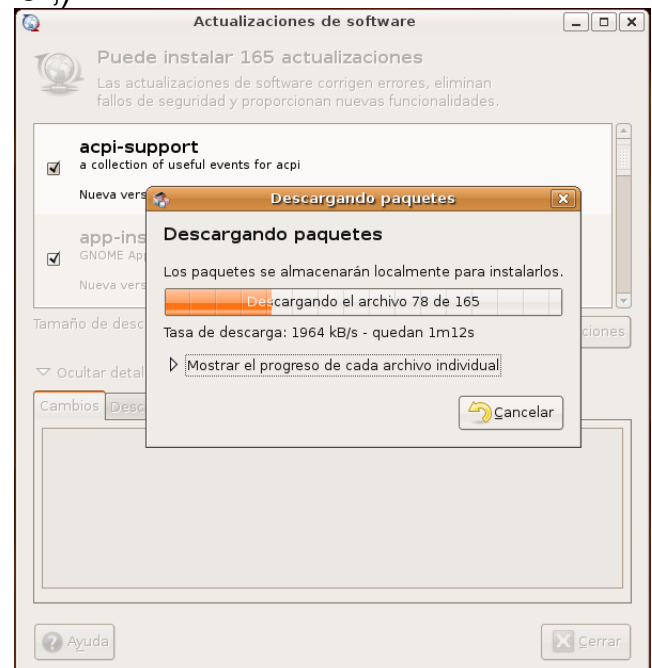 Actualizaciones de software
Puede instalar 165 actualizaciones
Las actualizaciones de software corrigen errores, eliminan
fallos de seguridad y proporcionan nuevas funcionalidades.
acpi-support
a collection of useful events for acpi
Nueva vers
app-ins
GNOME Ap
Nueva vers
Descargando paquetes
Descargando paquetes
Los paquetes se almacenarán localmente para instalarlos.
Descargando el archivo 78 de 165
Tasa de descarga: 1964 kB/s - quedan 1m12s
Mostrar el progreso de cada archivo individual
Cancelar
Tamaño de desc
ciones
Ocultar detal
Cambios Desc
Ayuda
Cerrar